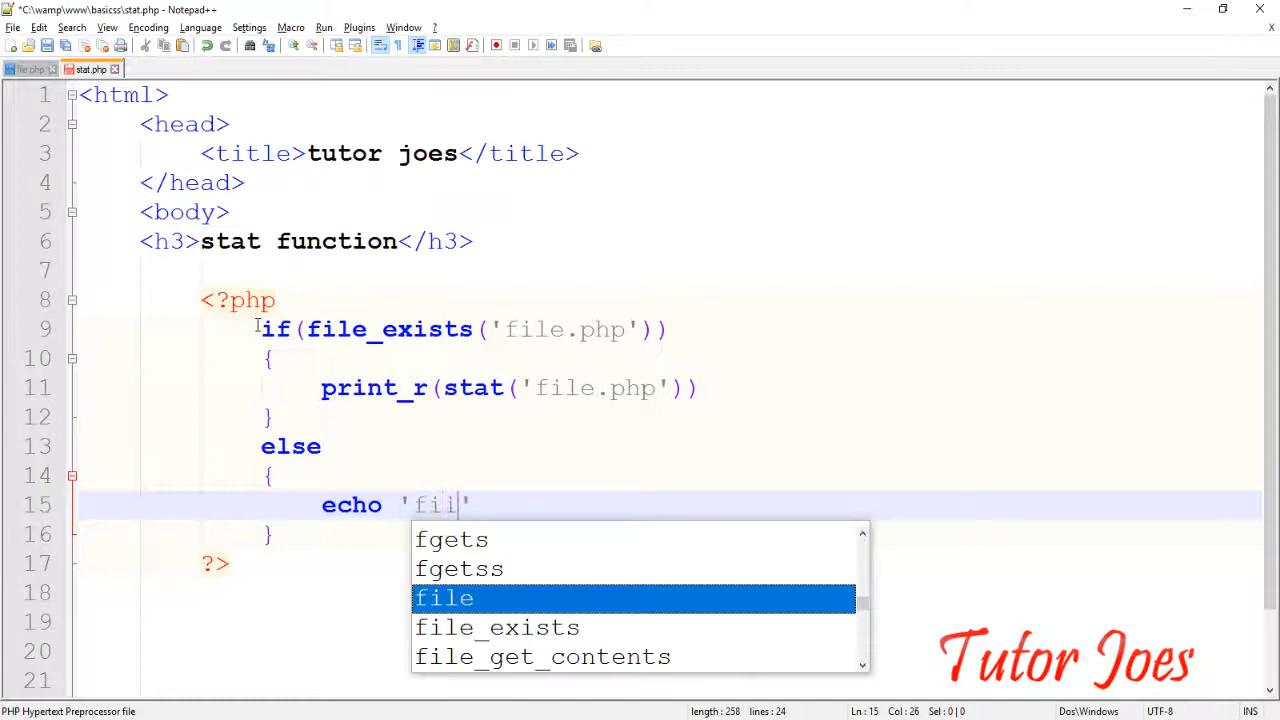 *C:\wamp\www\basicss\stat.php - Notepad++
File Edit Search View Encoding Language Settings Macro Run Plugins Window ?
X
file.php stat.php
1 <html>
2 <head>
3 <title>tutor joes</title>
4 </head>
5 <body>
6 <h3>stat function</h3>
7
8 <?php
9 if(file_exists('file.php'))
10 {
11 print_r(stat('file.php'))
12 }
13 else
14 {
15 echo 'fil'
16 }
17 ?>
18
19
20
21
fgets
fgetss
file
file_exists
file_get_contents
Tutor Joes
PHP Hypertext Preprocessor file length : 258 lines : 24 Ln : 15 Col : 26 Sel : 0 | 0 Dos\Windows UTF-8 INS